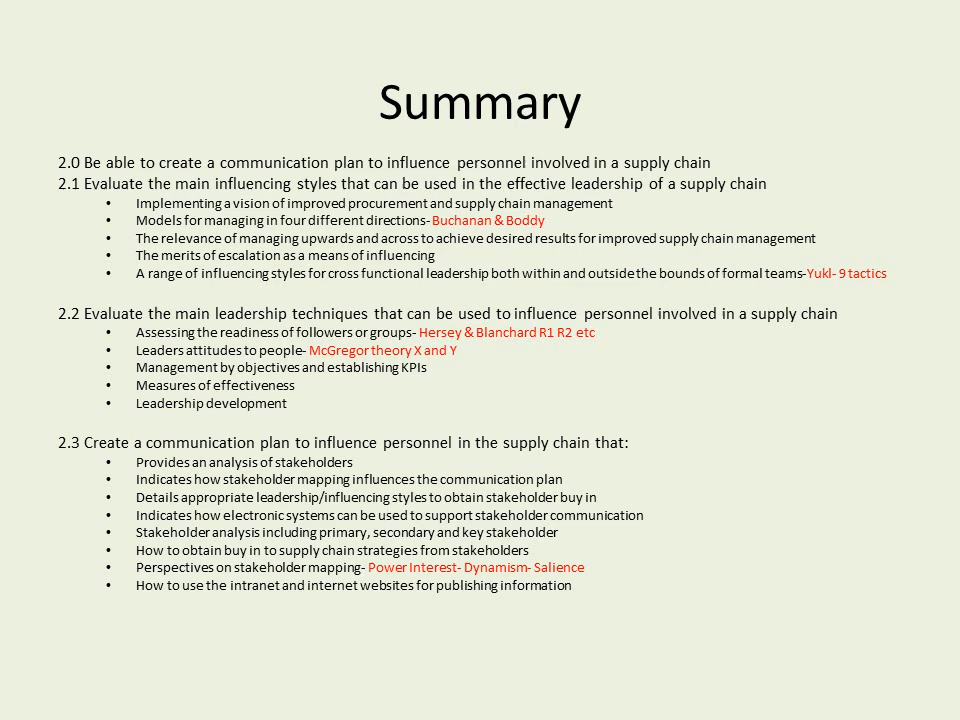 Summary
2.0 Be able to create a communication plan to influence personnel involved in a supply chain
2.1 Evaluate the main influencing styles that can be used in the effective leadership of a supply chain
• Implementing a vision of improved procurement and supply chain management
• Models for managing in four different directions- Buchanan & Boddy
• The relevance of managing upwards and across to achieve desired results for improved supply chain management
• The merits of escalation as a means of influencing
• A range of influencing styles for cross functional leadership both within and outside the bounds of formal teams-Yukl- 9 tactics
2.2 Evaluate the main leadership techniques that can be used to influence personnel involved in a supply chain
• Assessing the readiness of followers or groups- Hersey & Blanchard R1 R2 etc
• Leaders attitudes to people- McGregor theory X and Y
• Management by objectives and establishing KPIs
• Measures of effectiveness
• Leadership development
2.3 Create a communication plan to influence personnel in the supply chain that:
• Provides an analysis of stakeholders
• Indicates how stakeholder mapping influences the communication plan
• Details appropriate leadership/influencing styles to obtain stakeholder buy in
• Indicates how electronic systems can be used to support stakeholder communication
• Stakeholder analysis including primary, secondary and key stakeholder
• How to obtain buy in to supply chain strategies from stakeholders
• Perspectives on stakeholder mapping- Power Interest- Dynamism- Salience
• How to use the intranet and internet websites for publishing information